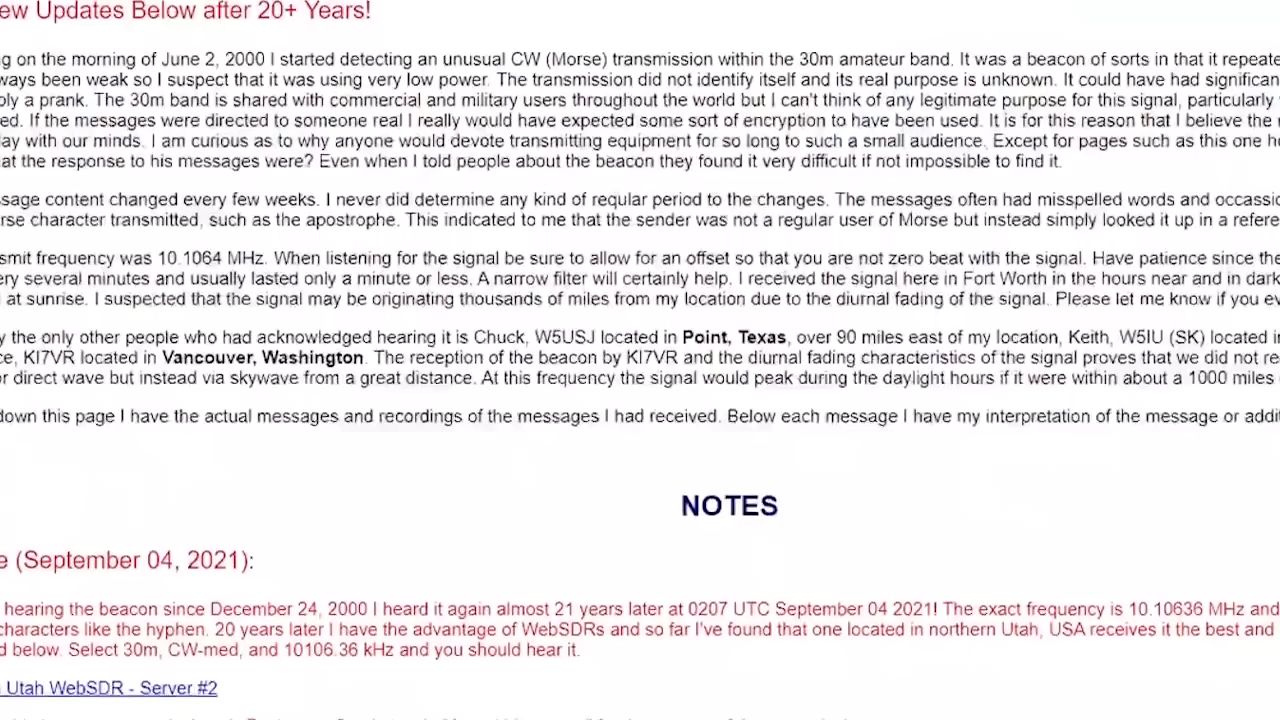 ew Updates Below after 20+ Years!
g on the morning of June 2, 2000 I started detecting an unusual CW (Morse) transmission within the 30m amateur band. It was a beacon of sorts in that it repeate
ways been weak so I suspect that it was using very low power. The transmission did not identify itself and its real purpose is unknown. It could have had significan
bly a prank. The 30m band is shared with commercial and military users throughout the world but I can't think of any legitimate purpose for this signal, particularly
ed. If the messages were directed to someone real I really would have expected some sort of encryption to have been used. It is for this reason that I believe the
lay with our minds. I am curious as to why anyone would devote transmitting equipment for so long to such a small audience. Except for pages such as this one h
at the response to his messages were? Even when I told people about the beacon they found it very difficult if not impossible to find it.
sage content changed every few weeks. I never did determine any kind of reqular period to the changes. The messages often had misspelled words and occassi
rse character transmitted, such as the apostrophe. This indicated to me that the sender was not a regular user of Morse but instead simply looked it up in a refere
smit frequency was 10.1064 MHz. When listening for the signal be sure to allow for an offset so that you are not zero beat with the signal. Have patience since the
ery several minutes and usually lasted only a minute or less. A narrow filter will certainly help. I received the signal here in Fort Worth in the hours near and in dark
at sunrise. I suspected that the signal may be originating thousands of miles from my location due to the diurnal fading of the signal. Please let me know if you ev
y the only other people who had acknowledged hearing it is Chuck, W5USJ located in Point, Texas, over 90 miles east of my location, Keith, W5IU (SK) located i
ce, KI7VR located in Vancouver, Washington. The reception of the beacon by KI7VR and the diurnal fading characteristics of the signal proves that we did not re
or direct wave but instead via skywave from a great distance. At this frequency the signal would peak during the daylight hours if it were within about a 1000 miles
down this page I have the actual messages and recordings of the messages I had received. Below each message I have my interpretation of the message or addi
NOTES
e (September 04, 2021):
hearing the beacon since December 24, 2000 I heard it again almost 21 years later at 0207 UTC September 04 2021! The exact frequency is 10.10636 MHz and
characters like the hyphen. 20 years later I have the advantage of WebSDRs and so far I've found that one located in northern Utah, USA receives it the best and
d below. Select 30m, CW-med, and 10106.36 kHz and you should hear it.
Utah WebSDR - Server #2